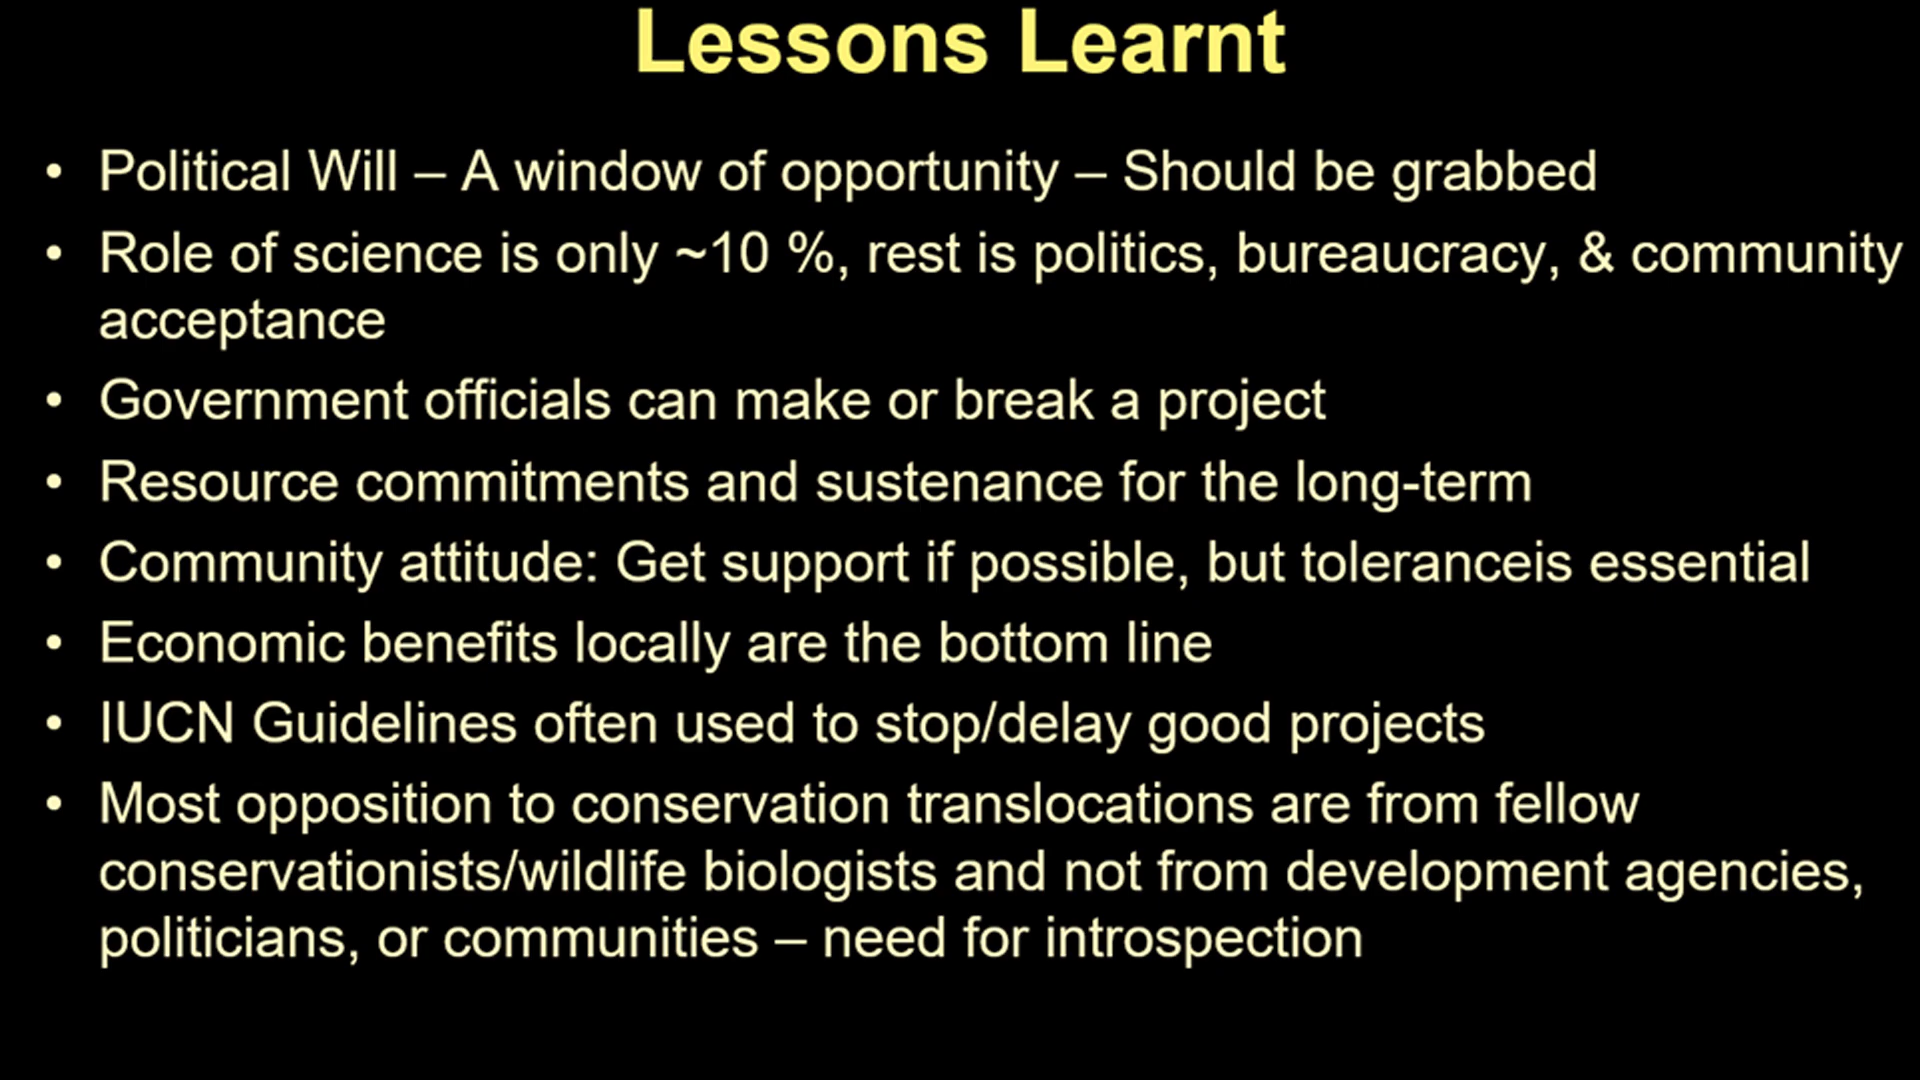 Lessons Learnt
• Political Will – A window of opportunity – Should be grabbed
• Role of science is only ~10 %, rest is politics, bureaucracy, & community
acceptance
• Government officials can make or break a project
• Resource commitments and sustenance for the long-term
• Community attitude: Get support if possible, but toleranceis essential
• Economic benefits locally are the bottom line
• IUCN Guidelines often used to stop/delay good projects
• Most opposition to conservation translocations are from fellow
conservationists/wildlife biologists and not from development agencies,
politicians, or communities – need for introspection